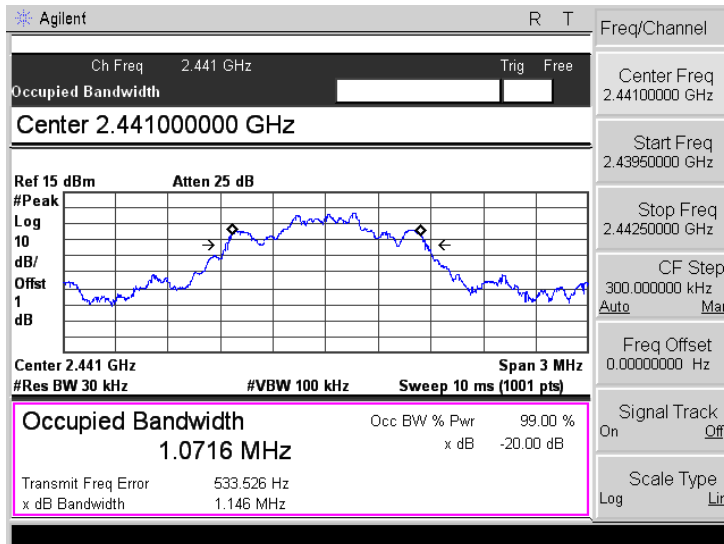 Agilent R T
Ch Freq 2.441 GHz Trig Free
Occupied Bandwidth
Center 2.441000000 GHz
Ref 15 dBm Atten 25 dB
#Peak
Log
10
dB/
Offst
1
dB
Center 2.441 GHz Span 3 MHz
#Res BW 30 kHz #VBW 100 kHz Sweep 10 ms (1001 pts)
Occupied Bandwidth Occ BW % Pwr 99.00 %
1.0716 MHz x dB -20.00 dB
Transmit Freq Error 533.526 Hz
x dB Bandwidth 1.146 MHz
Freq/Channel
Center Freq
2.44100000 GHz
Start Freq
2.43950000 GHz
Stop Freq
2.44250000 GHz
CF Step
300.000000 kHz
Auto Man
Freq Offset
0.00000000 Hz
Signal Track
On Off
Scale Type
Log Lin